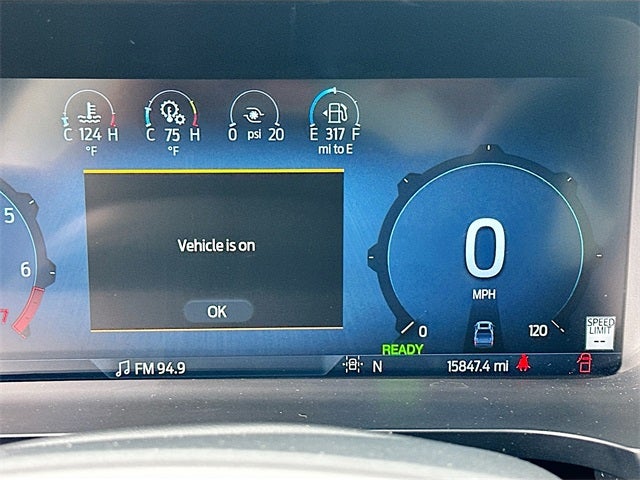 C 124 H
°F
C 75 H
°F
0 psi 20
E 317 F
mi to E
5
6
7
Vehicle is on
OK
0
MPH
0
120
SPEED
LIMIT
--
READY
FM 94.9
N
15847.4 mi